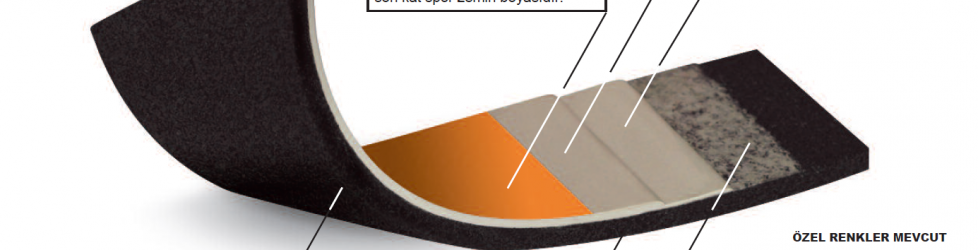 son kat spor zemin boyasıdır.
ÖZEL RENKLER MEVCUT